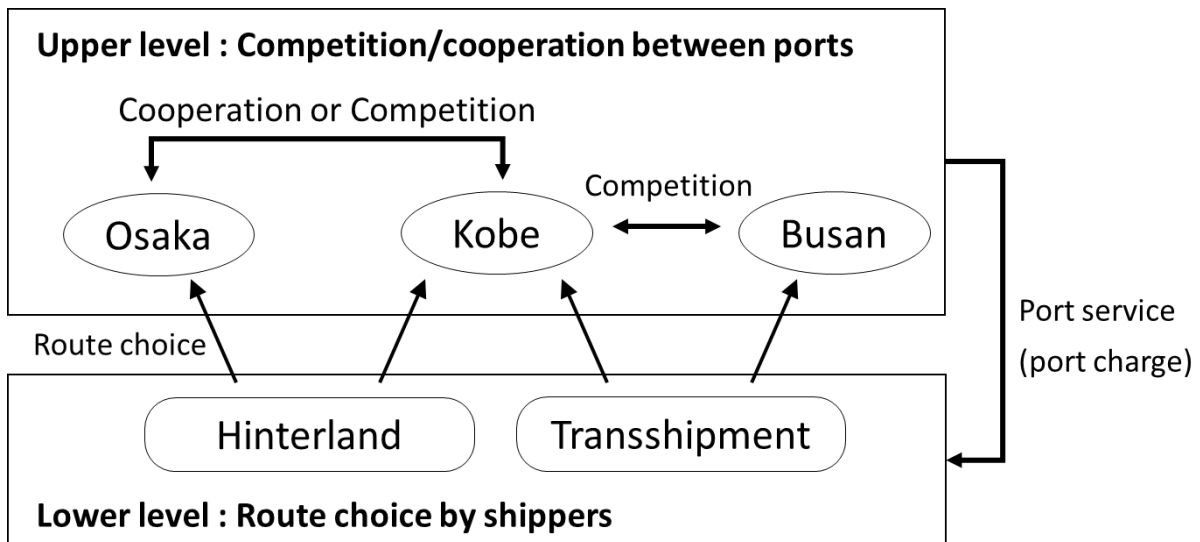 Upper level : Competition/cooperation between ports
Cooperation or Competition
Competition
Osaka
Kobe
Busan
Port service
(port charge)
Route choice
Hinterland
Transshipment
Lower level : Route choice by shippers